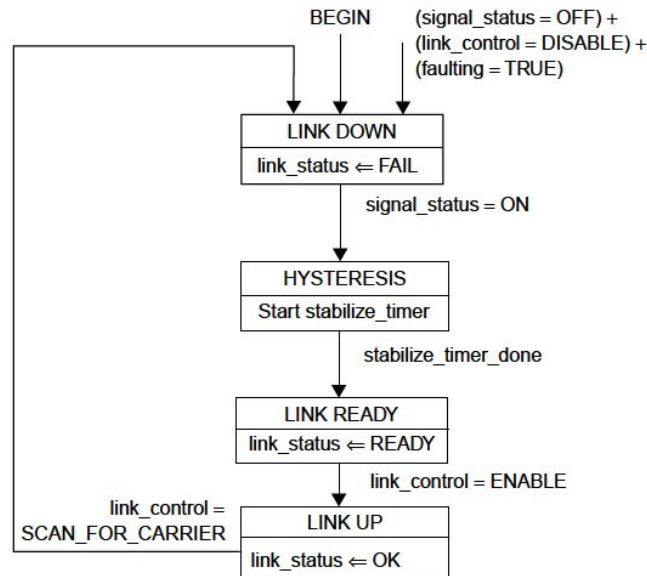 BEGIN
(signal_status = OFF) +
(link_control = DISABLE) +
(faulting = TRUE)
LINK DOWN
link_status ⇐ FAIL
signal_status = ON
HYSTERESIS
Start stabilize_timer
stabilize_timer_done
LINK READY
link_status ⇐ READY
link_control = ENABLE
link_control =
SCAN_FOR_CARRIER
LINK UP
link_status ⇐ OK